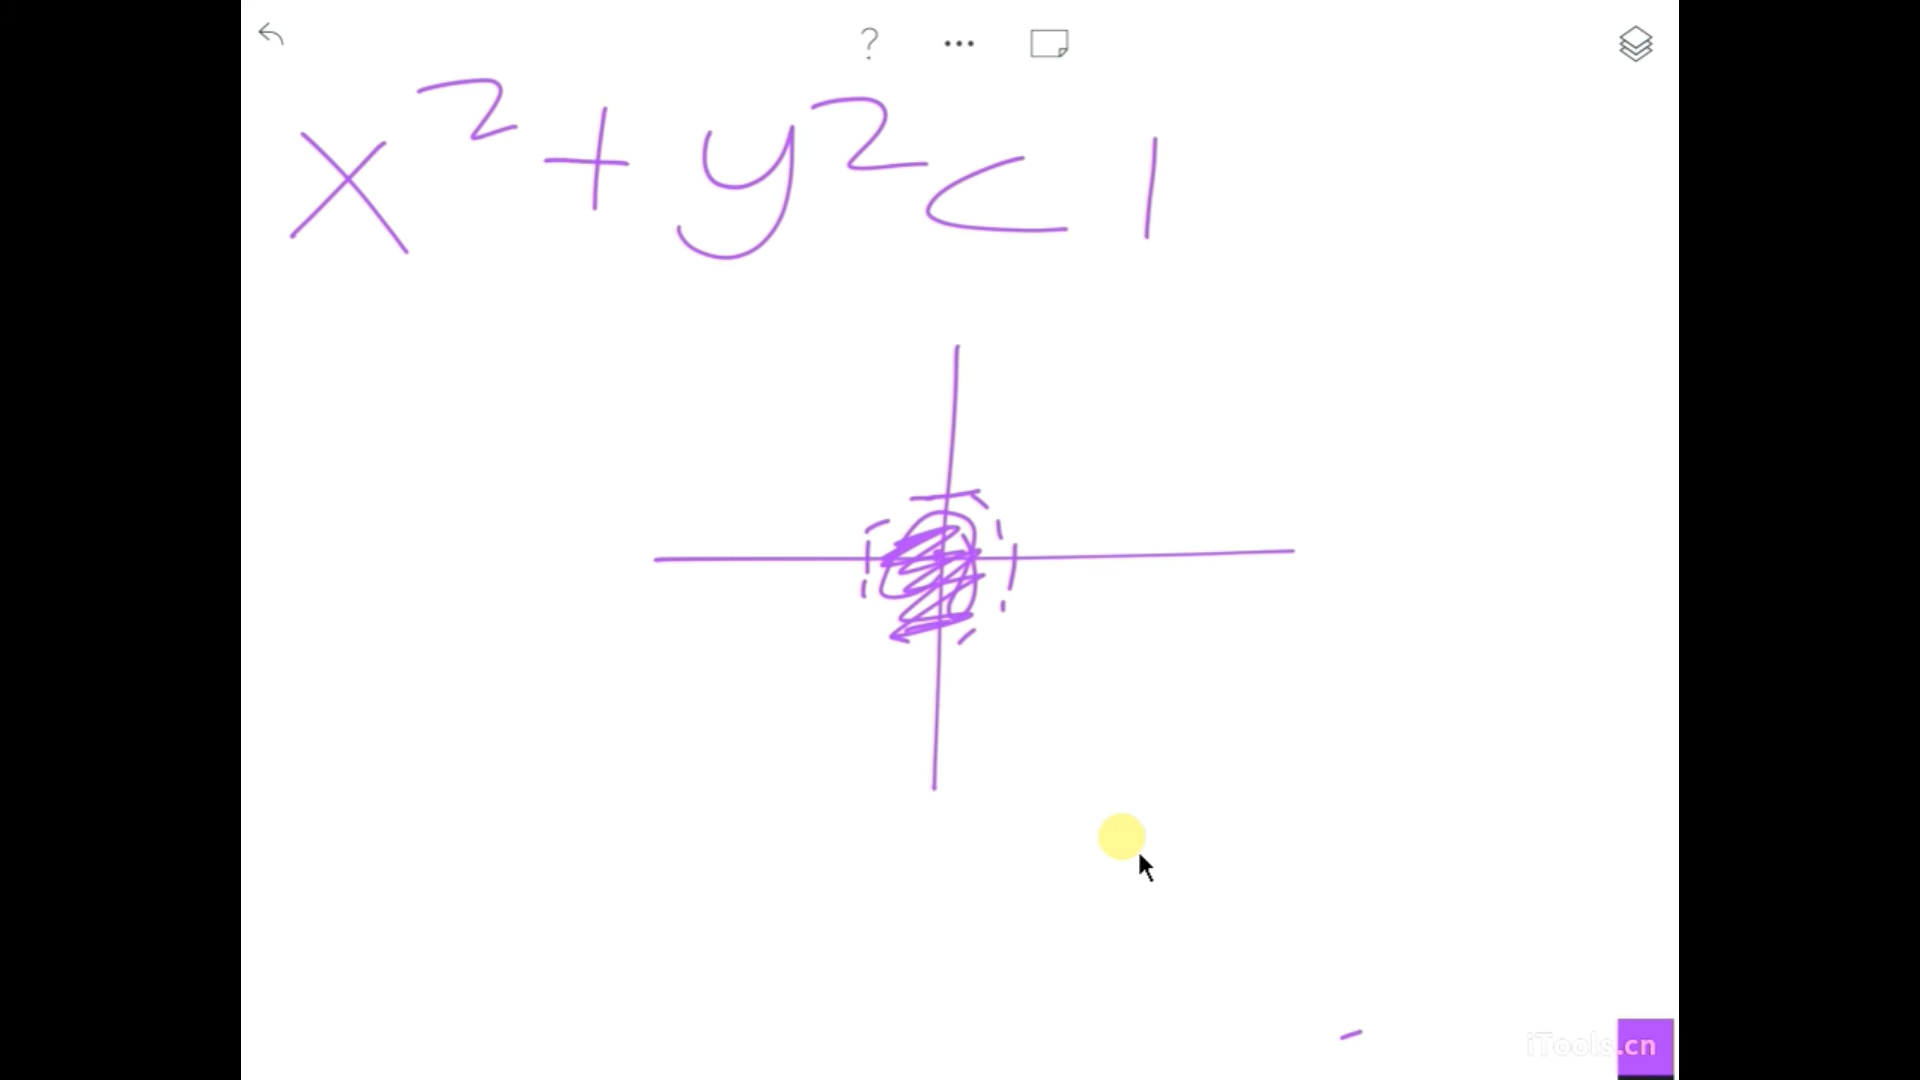 ?
x² + y² < 1
iTools.cn